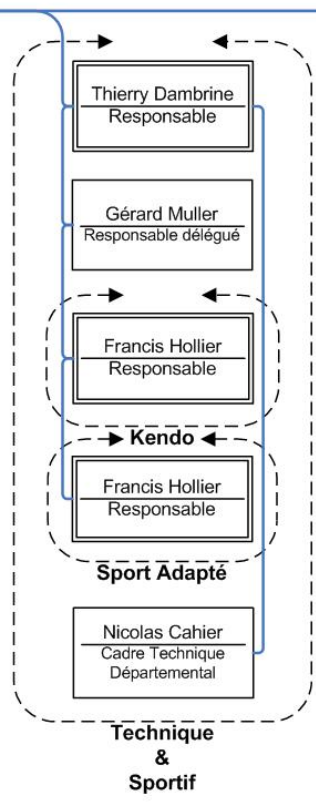 Thierry Dambrine
Responsable
Gérard Muller
Responsable délégué
Francis Hollier
Responsable
Kendo
Francis Hollier
Responsable
Sport Adapté
Nicolas Cahier
Cadre Technique
Départemental
Technique
&
Sportif